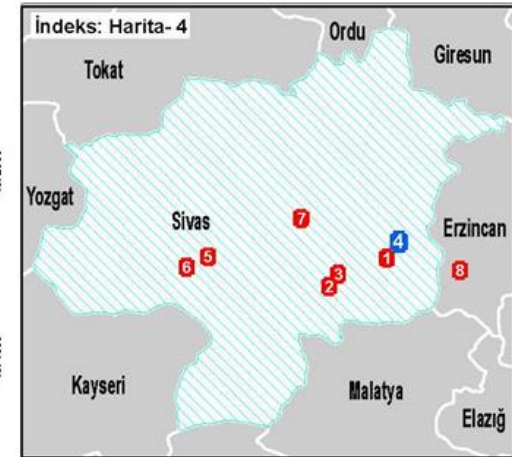 İndeks: Harita- 4
Ordu
Giresun
Tokat
Yozgat
Sivas
7
Erzincan
4
5
1
6
8
3
2
Kayseri
Malatya
Elazığ